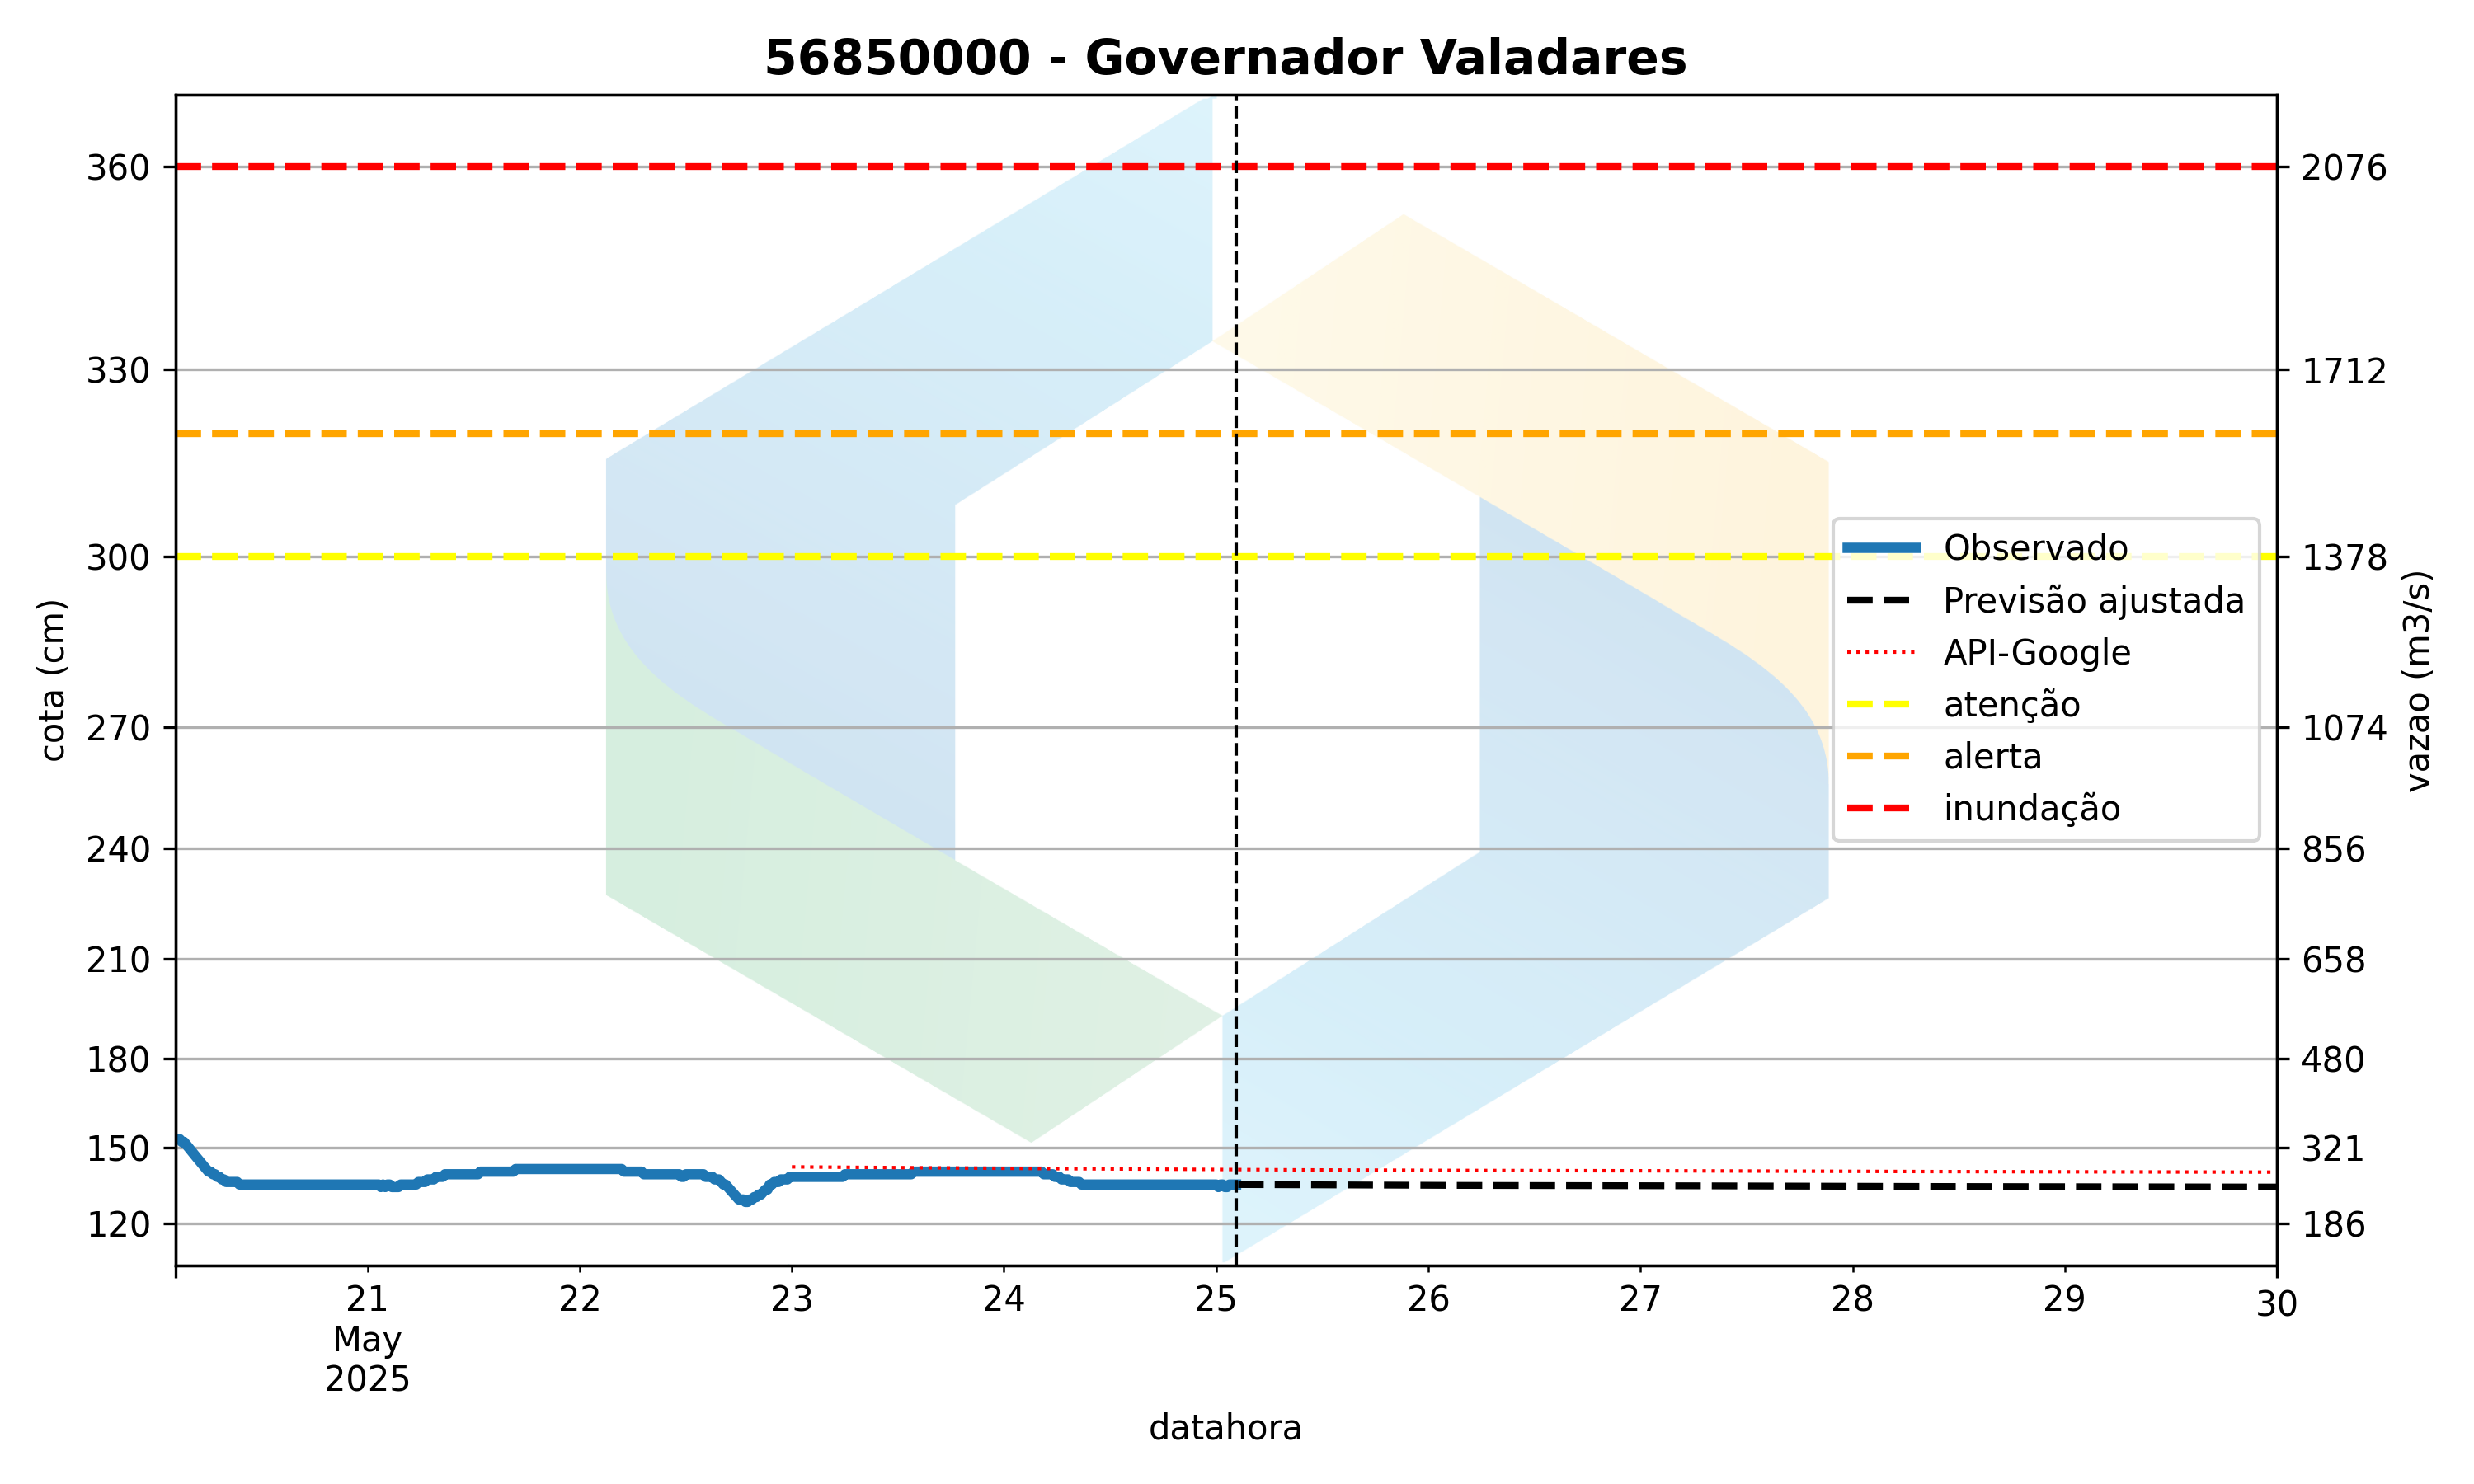 56850000 - Governador Valadares
360
330
300
270
240
210
180
150
120
cota (cm)
2076
1712
1378
1074
856
658
480
321
186
vazao (m3/s)
Observado
Previsão ajustada
API-Google
atenção
alerta
inundação
21
22
23
24
25
26
27
28
29
30
May
2025
datahora